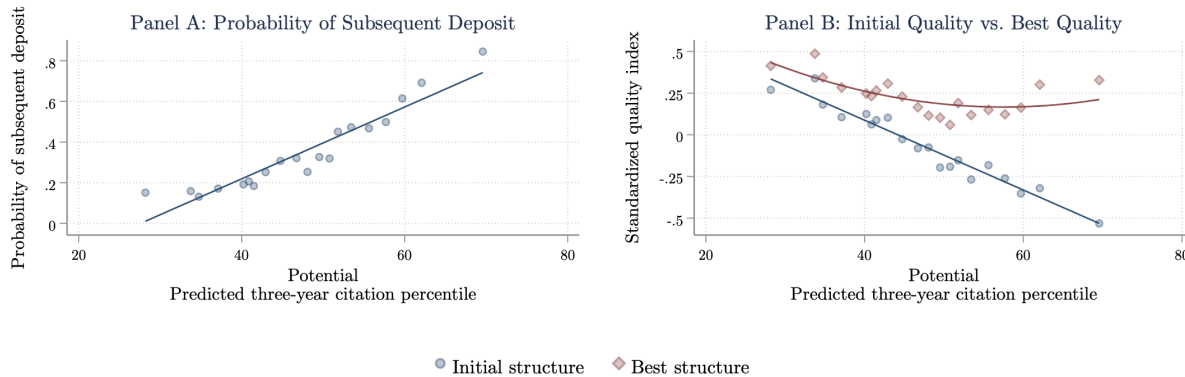 Panel A: Probability of Subsequent Deposit
Probability of subsequent deposit
.8
.6
.4
.2
0
20 40 60 80
Potential
Predicted three-year citation percentile
Panel B: Initial Quality vs. Best Quality
Standardized quality index
.5
.25
0
-.25
-.5
20 40 60 80
Potential
Predicted three-year citation percentile
Initial structure Best structure